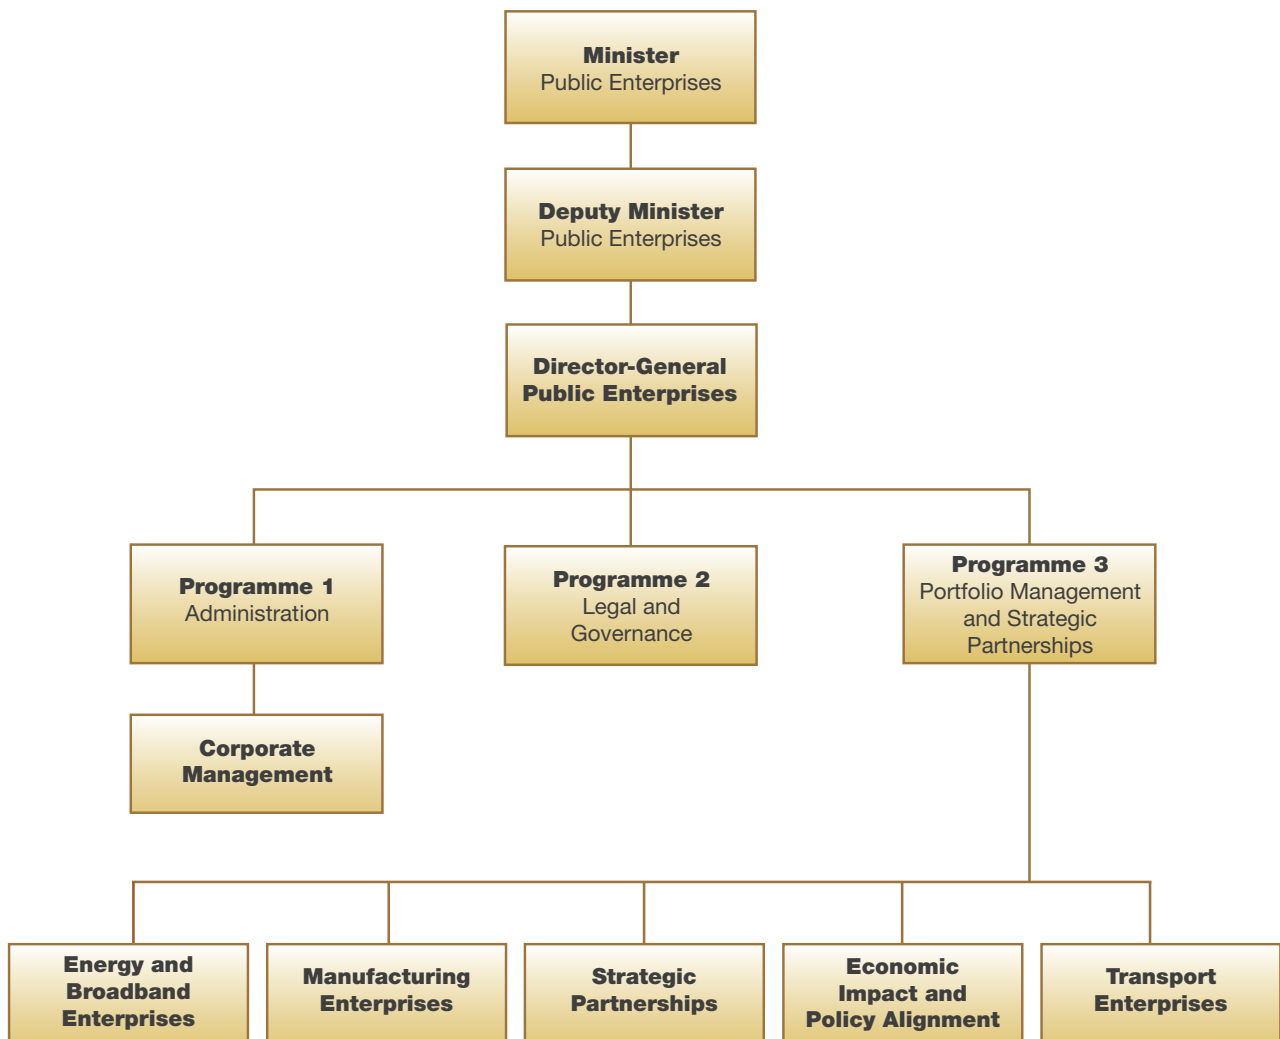 Minister
Public Enterprises
Deputy Minister
Public Enterprises
Director-General
Public Enterprises
Programme 1
Administration
Programme 2
Legal and
Governance
Programme 3
Portfolio Management
and Strategic
Partnerships
Corporate
Management
Energy and
Broadband
Enterprises
Manufacturing
Enterprises
Strategic
Partnerships
Economic
Impact and
Policy Alignment
Transport
Enterprises